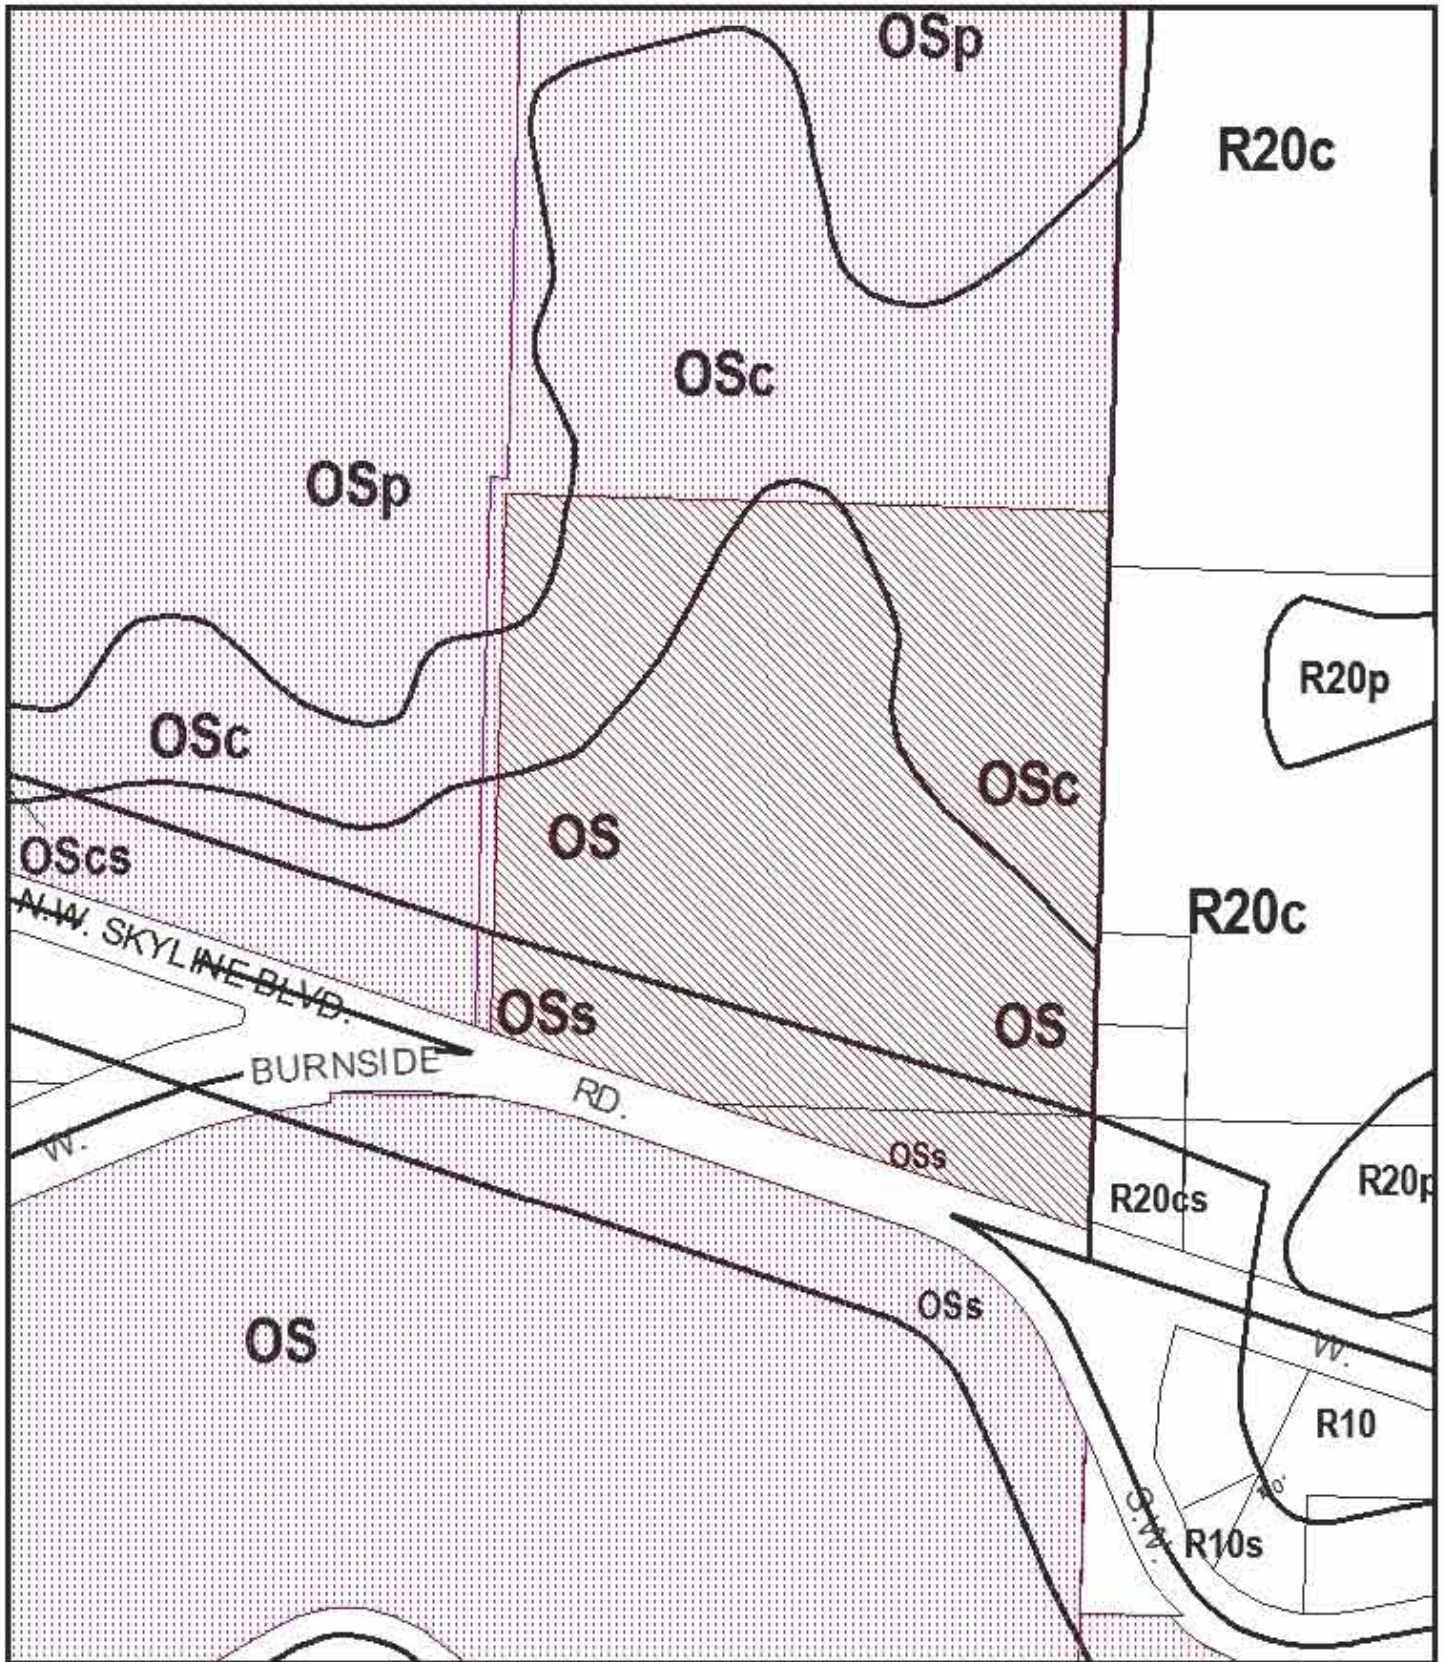 OSp
R20c
OSc
OSp
R20p
OSc
OSc
OS
OScs
R20c
N.W. SKYLINE BLVD.
OSs
OS
BURNSIDE
RD.
W.
OSs
R20p
R20cs
OSs
OS
W.
R10
S.W.
R10s